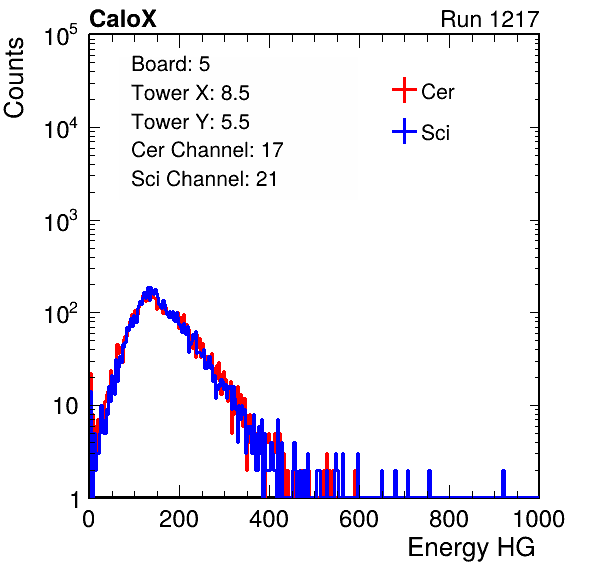 CaloX Run 1217
Counts
Board: 5
Tower X: 8.5
Tower Y: 5.5
Cer Channel: 17
Sci Channel: 21
Cer
Sci
10^5
10^4
10^3
10^2
10
1
0 200 400 600 800 1000
Energy HG